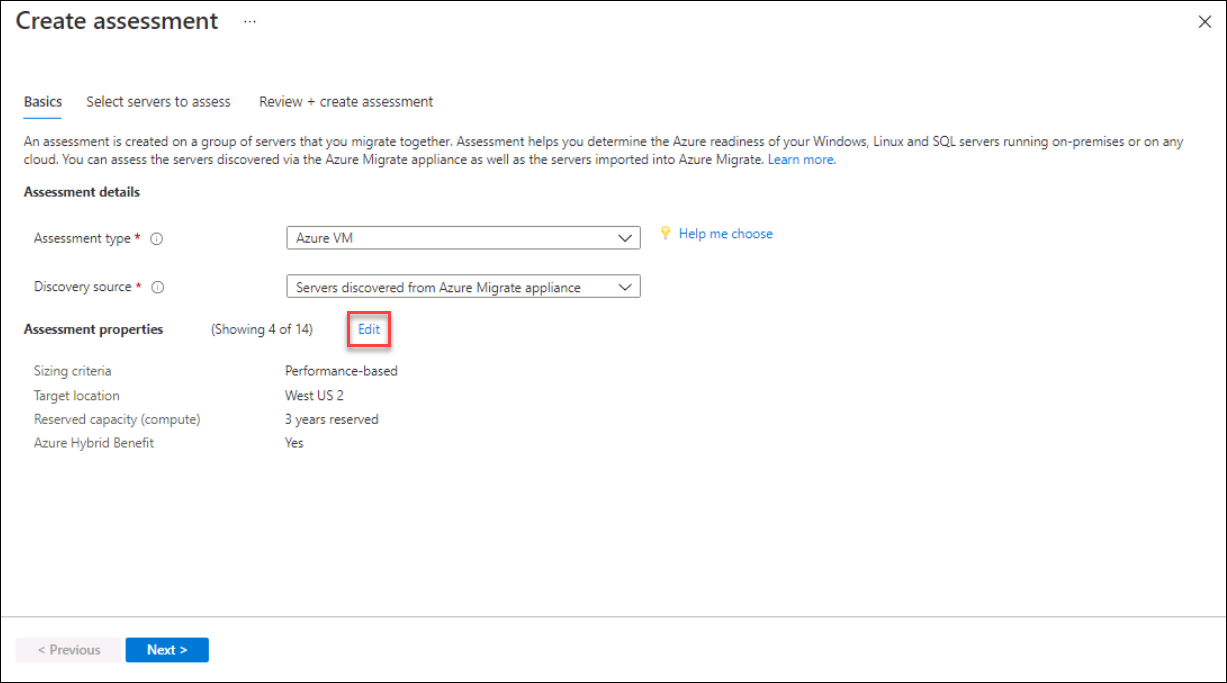 Create assessment ...
Basics Select servers to assess Review + create assessment
An assessment is created on a group of servers that you migrate together. Assessment helps you determine the Azure readiness of your Windows, Linux and SQL servers running on-premises or on any
cloud. You can assess the servers discovered via the Azure Migrate appliance as well as the servers imported into Azure Migrate. Learn more.
Assessment details
Assessment type * Azure VM Help me choose
Discovery source * Servers discovered from Azure Migrate appliance
Assessment properties (Showing 4 of 14) Edit
Sizing criteria Performance-based
Target location West US 2
Reserved capacity (compute) 3 years reserved
Azure Hybrid Benefit Yes
< Previous Next >